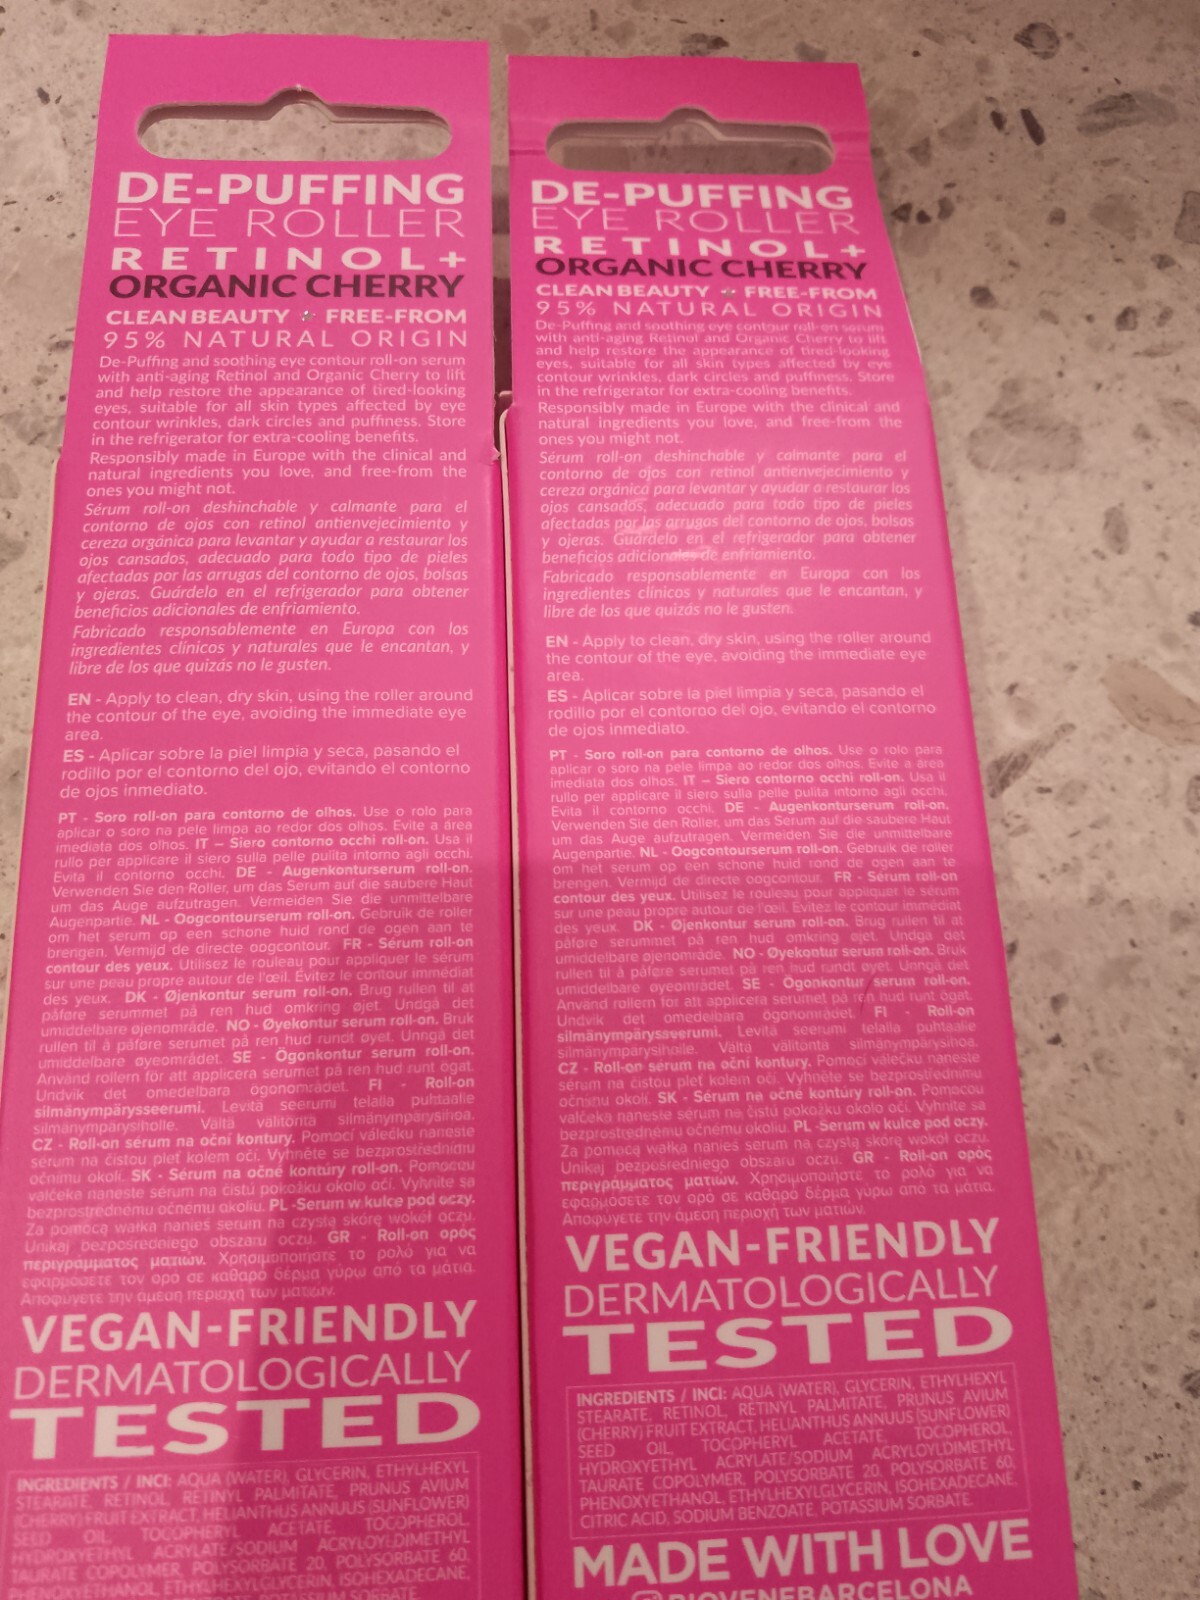 DE-PUFFING
EYE ROLLER
RETINOL+
ORGANIC CHERRY
CLEAN BEAUTY + FREE-FROM
95% NATURAL ORIGIN
De-Puffing and soothing eye contour roll-on serum
with anti-aging Retinol and Organic Cherry to lift
and help restore the appearance of tired-looking
eyes, suitable for all skin types affected by eye
contour wrinkles, dark circles and puffiness. Store
in the refrigerator for extra-cooling benefits.
Responsibly made in Europe with the clinical and
natural ingredients you love, and free-from the
ones you might not.
Sérum roll-on deshinchable y calmante para el
contorno de ojos con retinol antienvejecimiento y
cereza orgánica para levantar y ayudar a restaurar los
ojos cansados, adecuado para todo tipo de pieles
afectadas por las arrugas del contorno de ojos, bolsas
y ojeras. Guárdelo en el refrigerador para obtener
beneficios adicionales de enfriamiento.
Fabricado responsablemente en Europa con los
ingredientes clínicos y naturales que le encantan, y
libre de los que quizás no le gusten.
EN - Apply to clean, dry skin, using the roller around
the contour of the eye, avoiding the immediate eye
area.
ES - Aplicar sobre la piel limpia y seca, pasando el
rodillo por el contorno del ojo, evitando el contorno
de ojos inmediato.
PT - Soro roll-on para contorno de olhos. Use o rolo para
aplicar o soro na pele limpa ao redor dos olhos. Evite a área
imediata dos olhos. IT – Siero contorno occhi roll-on. Usa il
rullo per applicare il siero sulla pelle pulita intorno agli occhi.
Evita il contorno occhi. DE - Augenkonturserum roll-on.
Verwenden Sie den Roller, um das Serum auf die saubere Haut
um das Auge aufzutragen. Vermeiden Sie die unmittelbare
Augenpartie. NL - Oogcontourserum roll-on. Gebruik de roller
om het serum op een schone huid rond de ogen aan te
brengen. Vermijd de directe oogcontour. FR - Sérum roll-on
contour des yeux. Utilisez le rouleau pour appliquer le sérum
sur une peau propre autour de l'œil. Évitez le contour immédiat
des yeux. DK - Øjenkontur serum roll-on. Brug rullen til at
påføre serummet på ren hud omkring øjet. Undgå det
umiddelbare øjenområde. NO - Øyekontur serum roll-on. Bruk
rullen til å påføre serumet på ren hud rundt øyet. Unngå det
umiddelbare øyeområdet. SE - Ögonkontur serum roll-on.
Använd rollern för att applicera serumet på ren hud runt ögat.
Undvik det omedelbara ögonområdet. FI - Roll-on
silmänympärysseerumi. Levitä seerumi telalla puhtaalle
silmänympärysiholle. Vältä välitöntä silmänympärysihoa.
CZ - Roll-on sérum na oční kontury. Pomocí válečku naneste
sérum na čistou pleť kolem očí. Vyhněte se bezprostřednímu
očnímu okolí. SK - Sérum na očné kontúry roll-on. Pomocou
valčeka naneste sérum na čistú pokožku okolo očí. Vyhnite sa
bezprostrednému očnému okoliu. PL -Serum w kulce pod oczy.
Za pomocą wałka nanieś serum na czystą skórę wokół oczu.
Unikaj bezpośredniego obszaru oczu. GR - Roll-on ορός
περιγράμματος ματιών. Χρησιμοποιήστε το ρολό για να
εφαρμόσετε τον ορό σε καθαρό δέρμα γύρω από τα μάτια.
Αποφύγετε την άμεση περιοχή των ματιών.
VEGAN-FRIENDLY
DERMATOLOGICALLY
TESTED
INGREDIENTS / INCI: AQUA (WATER), GLYCERIN, ETHYLHEXYL
STEARATE, RETINOL, RETINYL PALMITATE, PRUNUS AVIUM
(CHERRY) FRUIT EXTRACT, HELIANTHUS ANNUUS (SUNFLOWER)
SEED OIL, TOCOPHERYL ACETATE, TOCOPHEROL,
HYDROXYETHYL ACRYLATE/SODIUM ACRYLOYLDIMETHYL
TAURATE COPOLYMER, POLYSORBATE 20, POLYSORBATE 60,
PHENOXYETHANOL, ETHYLHEXYLGLYCERIN, ISOHEXADECANE,
POTASSIUM SORBATE.
DE-PUFFING
EYE ROLLER
RETINOL+
ORGANIC CHERRY
CLEAN BEAUTY + FREE-FROM
95% NATURAL ORIGIN
De-Puffing and soothing eye contour roll-on serum
with anti-aging Retinol and Organic Cherry to lift
and help restore the appearance of tired-looking
eyes, suitable for all skin types affected by eye
contour wrinkles, dark circles and puffiness. Store
in the refrigerator for extra-cooling benefits.
Responsibly made in Europe with the clinical and
natural ingredients you love, and free-from the
ones you might not.
Sérum roll-on deshinchable y calmante para el
contorno de ojos con retinol antienvejecimiento y
cereza orgánica para levantar y ayudar a restaurar los
ojos cansados, adecuado para todo tipo de pieles
afectadas por las arrugas del contorno de ojos, bolsas
y ojeras. Guárdelo en el refrigerador para obtener
beneficios adicionales de enfriamiento.
Fabricado responsablemente en Europa con los
ingredientes clínicos y naturales que le encantan, y
libre de los que quizás no le gusten.
EN - Apply to clean, dry skin, using the roller around
the contour of the eye, avoiding the immediate eye
area.
ES - Aplicar sobre la piel limpia y seca, pasando el
rodillo por el contorno del ojo, evitando el contorno
de ojos inmediato.
PT - Soro roll-on para contorno de olhos. Use o rolo para
aplicar o soro na pele limpa ao redor dos olhos. Evite a área
imediata dos olhos. IT – Siero contorno occhi roll-on. Usa il
rullo per applicare il siero sulla pelle pulita intorno agli occhi.
Evita il contorno occhi. DE - Augenkonturserum roll-on.
Verwenden Sie den Roller, um das Serum auf die saubere Haut
um das Auge aufzutragen. Vermeiden Sie die unmittelbare
Augenpartie. NL - Oogcontourserum roll-on. Gebruik de roller
om het serum op een schone huid rond de ogen aan te
brengen. Vermijd de directe oogcontour. FR - Sérum roll-on
contour des yeux. Utilisez le rouleau pour appliquer le sérum
sur une peau propre autour de l'œil. Évitez le contour immédiat
des yeux. DK - Øjenkontur serum roll-on. Brug rullen til at
påføre serummet på ren hud omkring øjet. Undgå det
umiddelbare øjenområde. NO - Øyekontur serum roll-on. Bruk
rullen til å påføre serumet på ren hud rundt øyet. Unngå det
umiddelbare øyeområdet. SE - Ögonkontur serum roll-on.
Använd rollern för att applicera serumet på ren hud runt ögat.
Undvik det omedelbara ögonområdet. FI - Roll-on
silmänympärysseerumi. Levitä seerumi telalla puhtaalle
silmänympärysiholle. Vältä välitöntä silmänympärysihoa.
CZ - Roll-on sérum na oční kontury. Pomocí válečku naneste
sérum na čistou pleť kolem očí. Vyhněte se bezprostřednímu
očnímu okolí. SK - Sérum na očné kontúry roll-on. Pomocou
valčeka naneste sérum na čistú pokožku okolo očí. Vyhnite sa
bezprostrednému očnému okoliu. PL -Serum w kulce pod oczy.
Za pomocą wałka nanieś serum na czystą skórę wokół oczu.
Unikaj bezpośredniego obszaru oczu. GR - Roll-on ορός
περιγράμματος ματιών. Χρησιμοποιήστε το ρολό για να
εφαρμόσετε τον ορό σε καθαρό δέρμα γύρω από τα μάτια.
Αποφύγετε την άμεση περιοχή των ματιών.
VEGAN-FRIENDLY
DERMATOLOGICALLY
TESTED
INGREDIENTS / INCI: AQUA (WATER), GLYCERIN, ETHYLHEXYL
STEARATE, RETINOL, RETINYL PALMITATE, PRUNUS AVIUM
(CHERRY) FRUIT EXTRACT, HELIANTHUS ANNUUS (SUNFLOWER)
SEED OIL, TOCOPHERYL ACETATE, TOCOPHEROL,
HYDROXYETHYL ACRYLATE/SODIUM ACRYLOYLDIMETHYL
TAURATE COPOLYMER, POLYSORBATE 20, POLYSORBATE 60,
PHENOXYETHANOL, ETHYLHEXYLGLYCERIN, ISOHEXADECANE,
CITRIC ACID, SODIUM BENZOATE, POTASSIUM SORBATE.
MADE WITH LOVE
BIOVENEBARCELONA